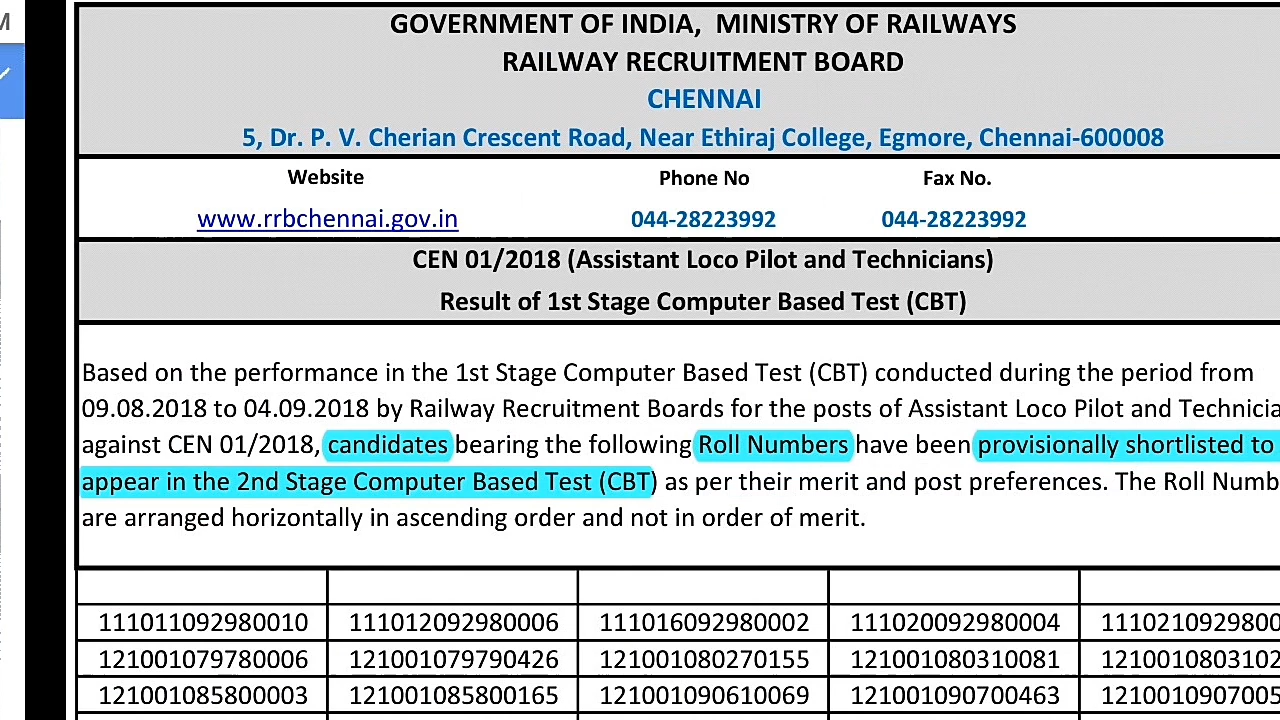 M
GOVERNMENT OF INDIA, MINISTRY OF RAILWAYS
RAILWAY RECRUITMENT BOARD
CHENNAI
5, Dr. P. V. Cherian Crescent Road, Near Ethiraj College, Egmore, Chennai-600008
Website Phone No Fax No.
www.rrbchennai.gov.in 044-28223992 044-28223992
CEN 01/2018 (Assistant Loco Pilot and Technicians)
Result of 1st Stage Computer Based Test (CBT)
Based on the performance in the 1st Stage Computer Based Test (CBT) conducted during the period from
09.08.2018 to 04.09.2018 by Railway Recruitment Boards for the posts of Assistant Loco Pilot and Technicia
against CEN 01/2018, candidates bearing the following Roll Numbers have been provisionally shortlisted to
appear in the 2nd Stage Computer Based Test (CBT) as per their merit and post preferences. The Roll Numb
are arranged horizontally in ascending order and not in order of merit.
111011092980010 111012092980006 111016092980002 111020092980004 1110210929800
121001079780006 121001079790426 121001080270155 121001080310081 1210010803102
121001085800003 121001085800165 121001090610069 121001090700463 1210010907005